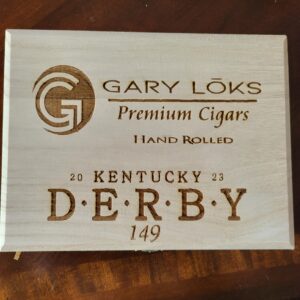 G
GARY LŌKS
Premium Cigars
HAND ROLLED
20 KENTUCKY 23
D·E·R·B·Y
149